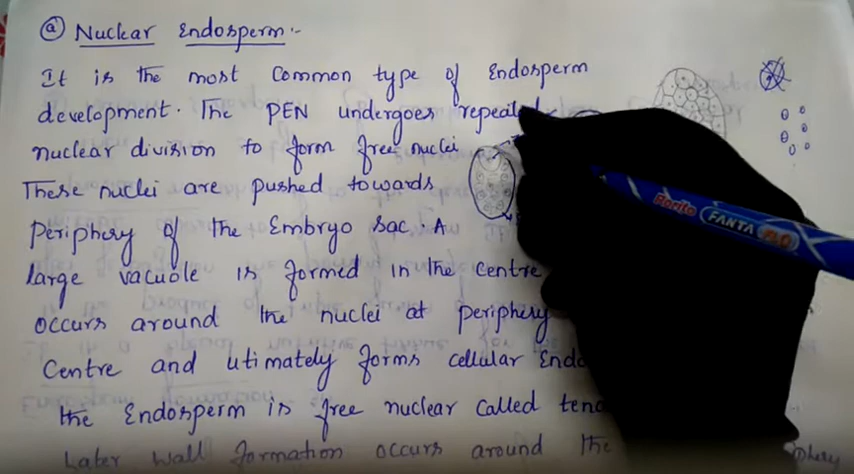 ⓐ Nuclear Endosperm:-
It is the most common type of Endosperm
development. The PEN undergoes repeated
nuclear division to form free nuclei
These nuclei are pushed towards
Periphery of the Embryo sac. A
large vacuole is formed in the centre
occurs around the nuclei at periphery
Centre and utimately forms cellular Endo
the Endosperm is free nuclear called
Later wall formation occurs around the
FANTA FLO